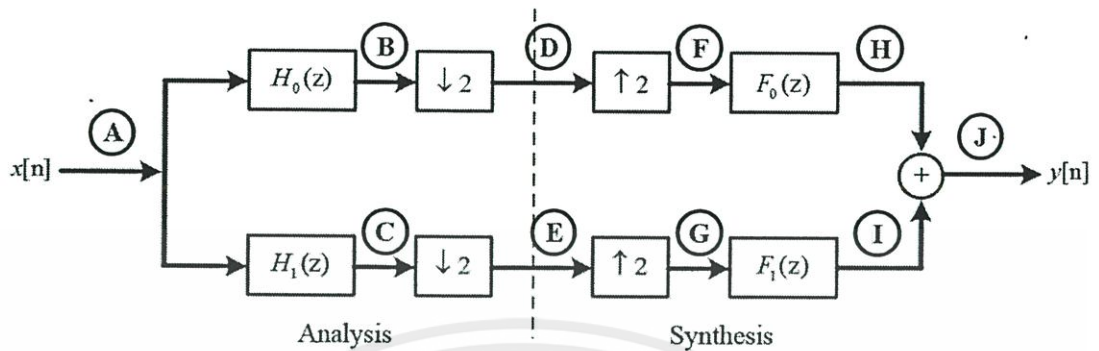 B D F H
H₀(z) ↓ 2 ↑ 2 F₀(z)
A J
x[n] + y[n]
C E G I
H₁(z) ↓ 2 ↑ 2 F₁(z)
Analysis Synthesis